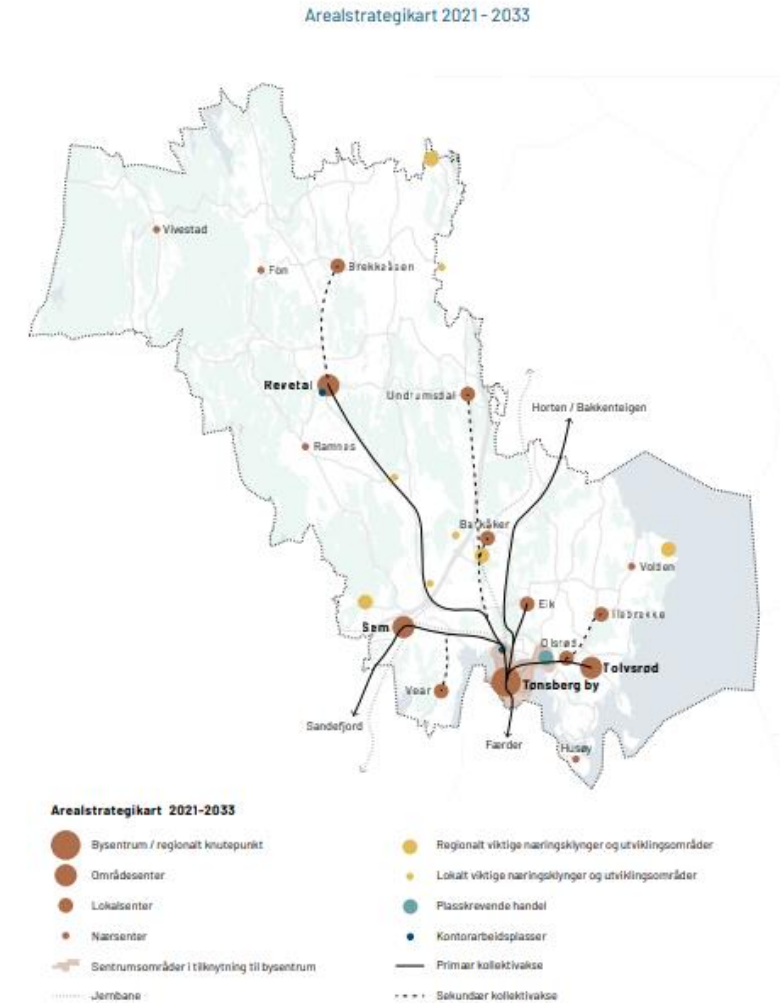 Arealstrategikart 2021 - 2033
Vivestad
Fon
Brekkeåsen
Revetal
Undrumsdal
Horten / Bakkenteigen
Ramnes
Barkåker
Volden
Eik
Ilebrekke
Sem
Olsrød
Tolvsrød
Vear
Tønsberg by
Sandefjord
Færder
Husøy
Arealstrategikart 2021-2033
Bysentrum / regionalt knutepunkt
Områdesenter
Lokalsenter
Nærsenter
Sentrumsområder i tilknytning til bysentrum
Jernbane
Regionalt viktige næringsklynger og utviklingsområder
Lokalt viktige næringsklynger og utviklingsområder
Plasskrevende handel
Kontorarbeidsplasser
Primær kollektivakse
Sekundær kollektivakse